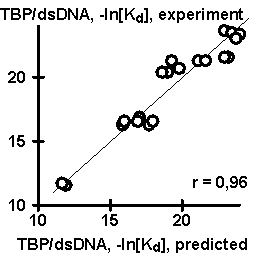 TBP/dsDNA, -ln[Kd], experiment
20
15
r = 0,96
10
10 15 20
TBP/dsDNA, -ln[Kd], predicted